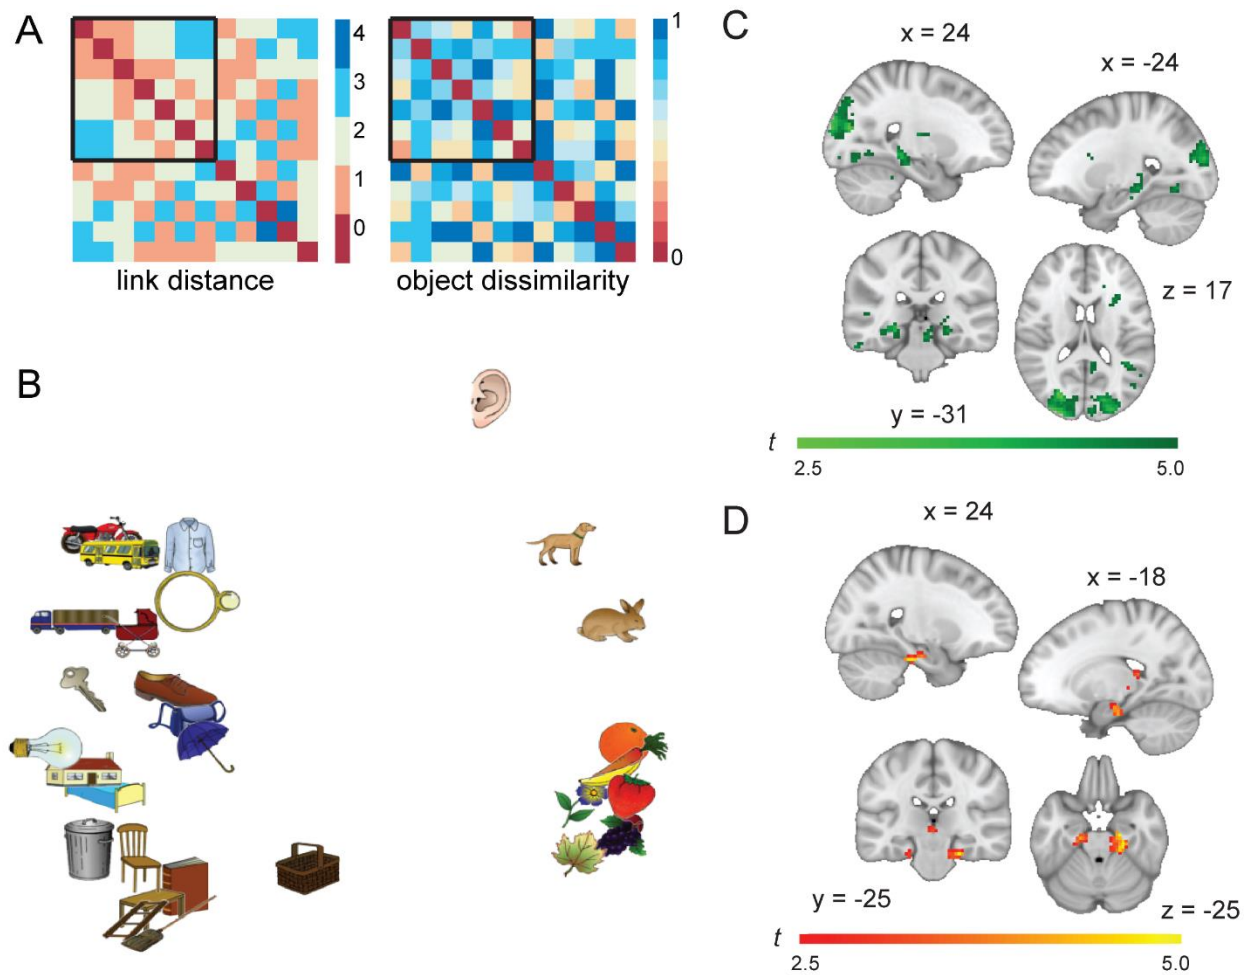 A
4
3
2
1
0
link distance
1
0
object dissimilarity
B
C
x = 24
x = -24
z = 17
y = -31
t
2.5
5.0
D
x = 24
x = -18
y = -25
z = -25
t
2.5
5.0